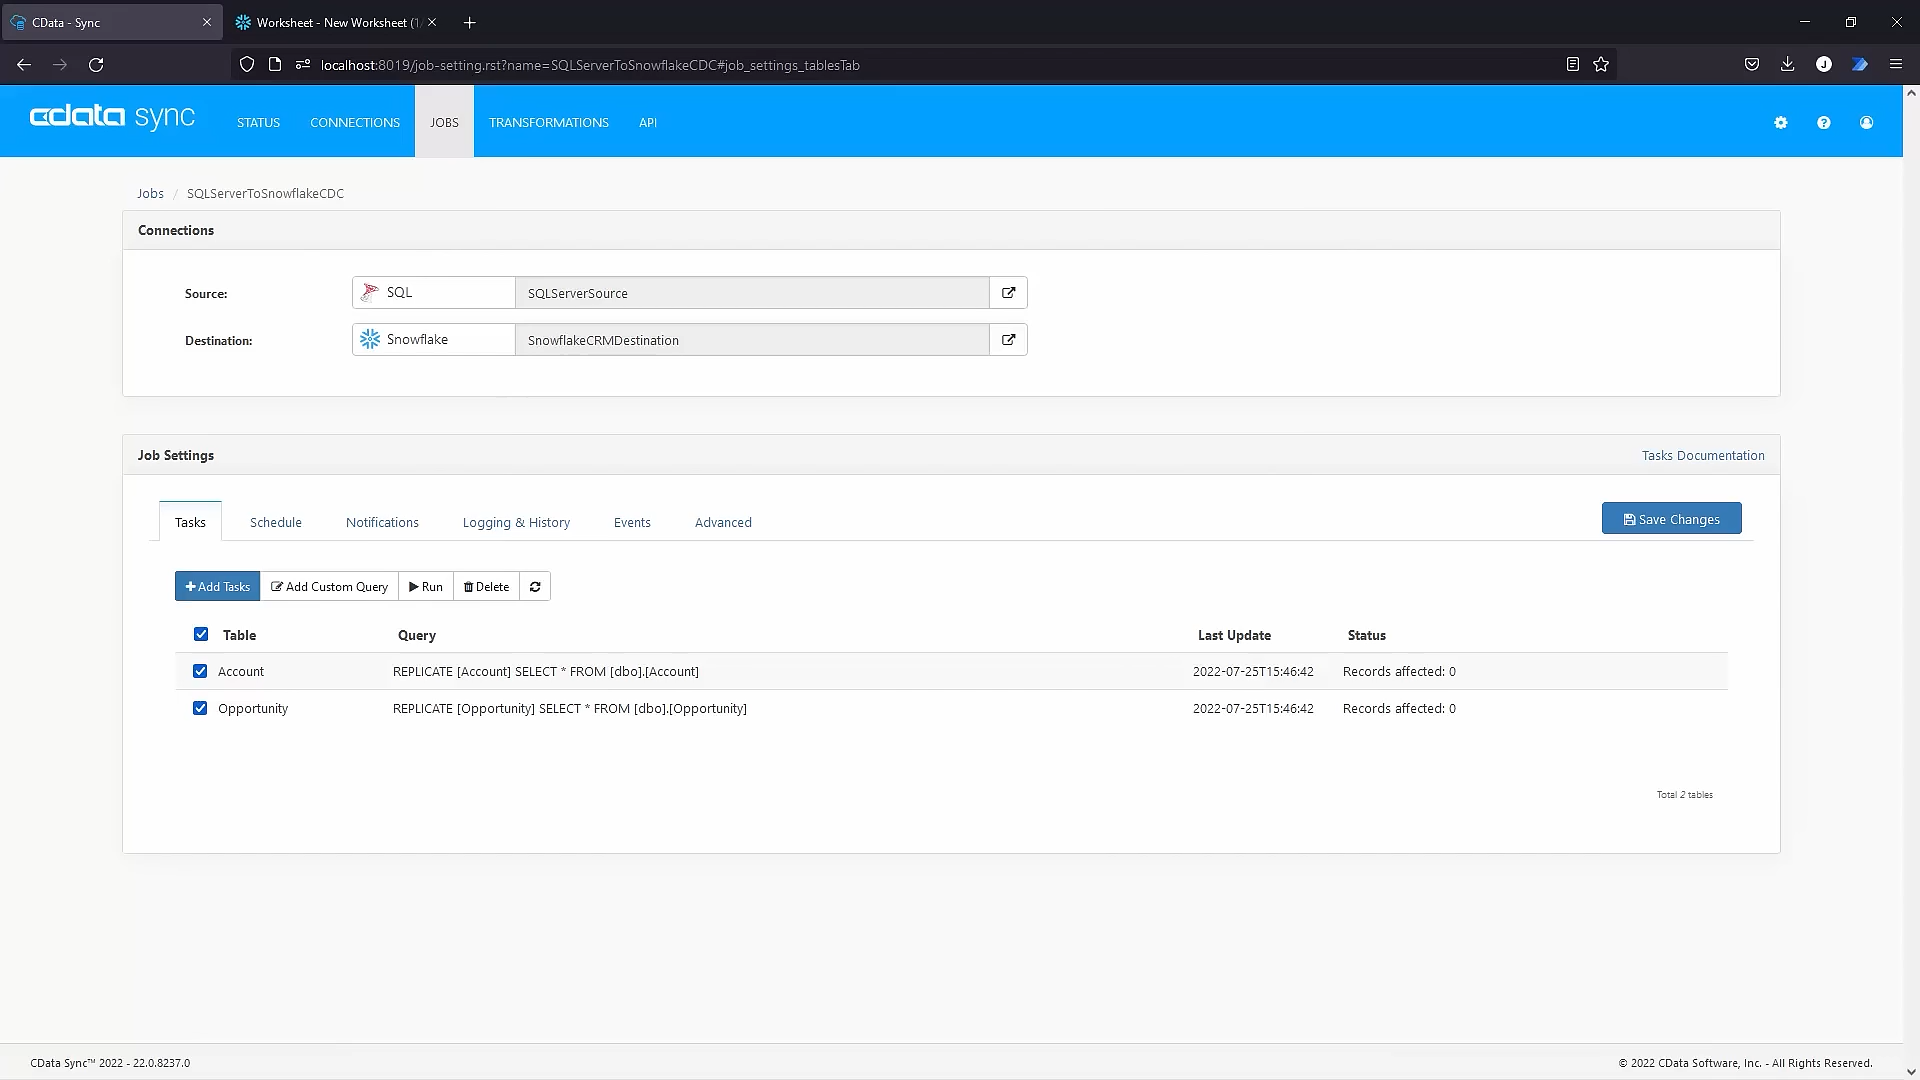 CData - Sync
Worksheet - New Worksheet (1
localhost:8019/job-setting.rst?name=SQLServerToSnowflakeCDC#job_settings_tablesTab
J
cdata sync
STATUS
CONNECTIONS
JOBS
TRANSFORMATIONS
API
Jobs / SQLServerToSnowflakeCDC
Connections
Source:
SQL
SQLServerSource
Destination:
Snowflake
SnowflakeCRMDestination
Job Settings
Tasks Documentation
Tasks
Schedule
Notifications
Logging & History
Events
Advanced
Save Changes
Add Tasks
Add Custom Query
Run
Delete
Table Query Last Update Status
Account REPLICATE [Account] SELECT * FROM [dbo].[Account] 2022-07-25T15:46:42 Records affected: 0
Opportunity REPLICATE [Opportunity] SELECT * FROM [dbo].[Opportunity] 2022-07-25T15:46:42 Records affected: 0
Total 2 tables
CData Sync™ 2022 - 22.0.8237.0
© 2022 CData Software, Inc. - All Rights Reserved.